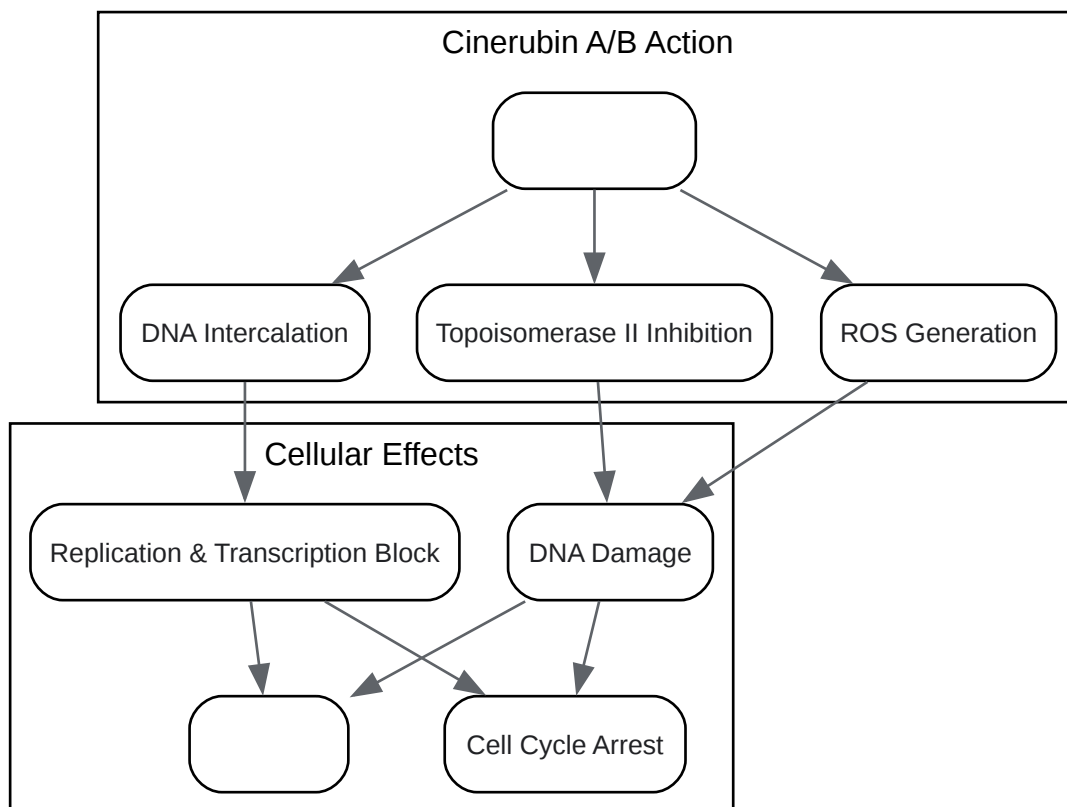 Cinerubin A/B Action
DNA Intercalation
Topoisomerase II Inhibition
ROS Generation
Cellular Effects
Replication & Transcription Block
DNA Damage
Cell Cycle Arrest